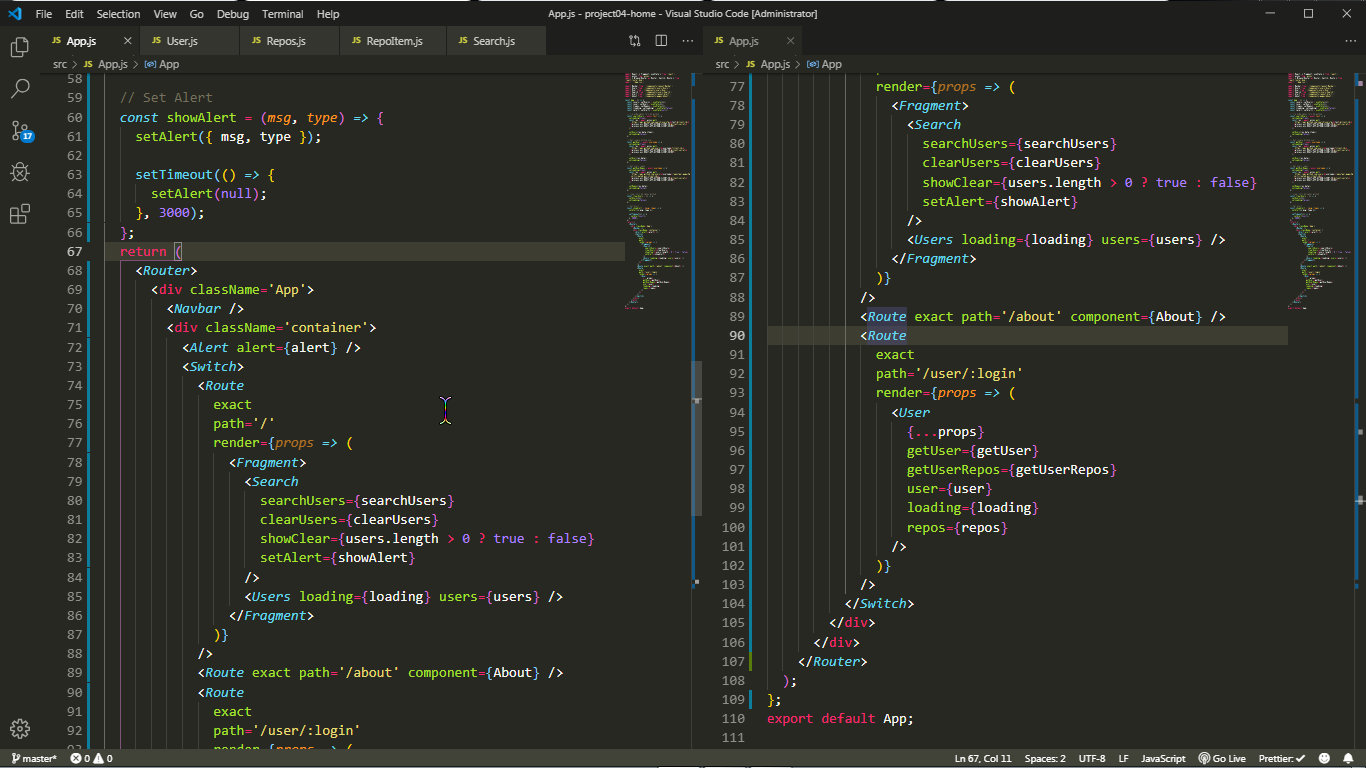 File Edit Selection View Go Debug Terminal Help App.js - project04-home - Visual Studio Code [Administrator]
JS App.js JS User.js JS Repos.js JS RepoItem.js JS Search.js
src > JS App.js > App
58
59 // Set Alert
60 const showAlert = (msg, type) => {
61 setAlert({ msg, type });
62
63 setTimeout(() => {
64 setAlert(null);
65 }, 3000);
66 };
67 return (
68 <Router>
69 <div className='App'>
70 <Navbar />
71 <div className='container'>
72 <Alert alert={alert} />
73 <Switch>
74 <Route
75 exact
76 path='/'
77 render={props => (
78 <Fragment>
79 <Search
80 searchUsers={searchUsers}
81 clearUsers={clearUsers}
82 showClear={users.length > 0 ? true : false}
83 setAlert={showAlert}
84 />
85 <Users loading={loading} users={users} />
86 </Fragment>
87 )}
88 />
89 <Route exact path='/about' component={About} />
90 <Route
91 exact
92 path='/user/:login'
93 render={props => (
JS App.js
src > JS App.js > App
77 render={props => (
78 <Fragment>
79 <Search
80 searchUsers={searchUsers}
81 clearUsers={clearUsers}
82 showClear={users.length > 0 ? true : false}
83 setAlert={showAlert}
84 />
85 <Users loading={loading} users={users} />
86 </Fragment>
87 )}
88 />
89 <Route exact path='/about' component={About} />
90 <Route
91 exact
92 path='/user/:login'
93 render={props => (
94 <User
95 {...props}
96 getUser={getUser}
97 getUserRepos={getUserRepos}
98 user={user}
99 loading={loading}
100 repos={repos}
101 />
102 )}
103 />
104 </Switch>
105 </div>
106 </div>
107 </Router>
108 );
109 };
110 export default App;
111
17
master* 0 0 Ln 67, Col 11 Spaces: 2 UTF-8 LF JavaScript Go Live Prettier: ✓